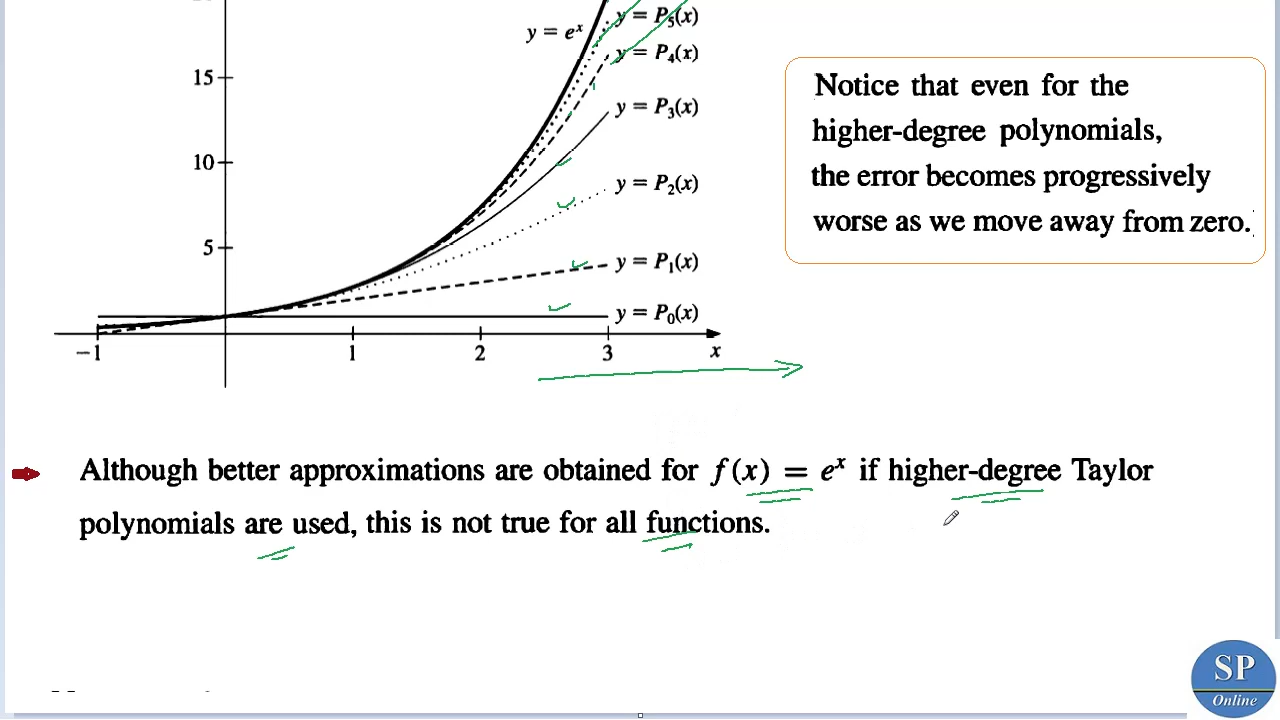 y = eˣ
y = P₅(x)
y = P₄(x)
15
y = P₃(x)
10
y = P₂(x)
5
y = P₁(x)
y = P₀(x)
−1 1 2 3 x
Notice that even for the
higher-degree polynomials,
the error becomes progressively
worse as we move away from zero.
Although better approximations are obtained for f(x) = eˣ if higher-degree Taylor
polynomials are used, this is not true for all functions.
SP
Online